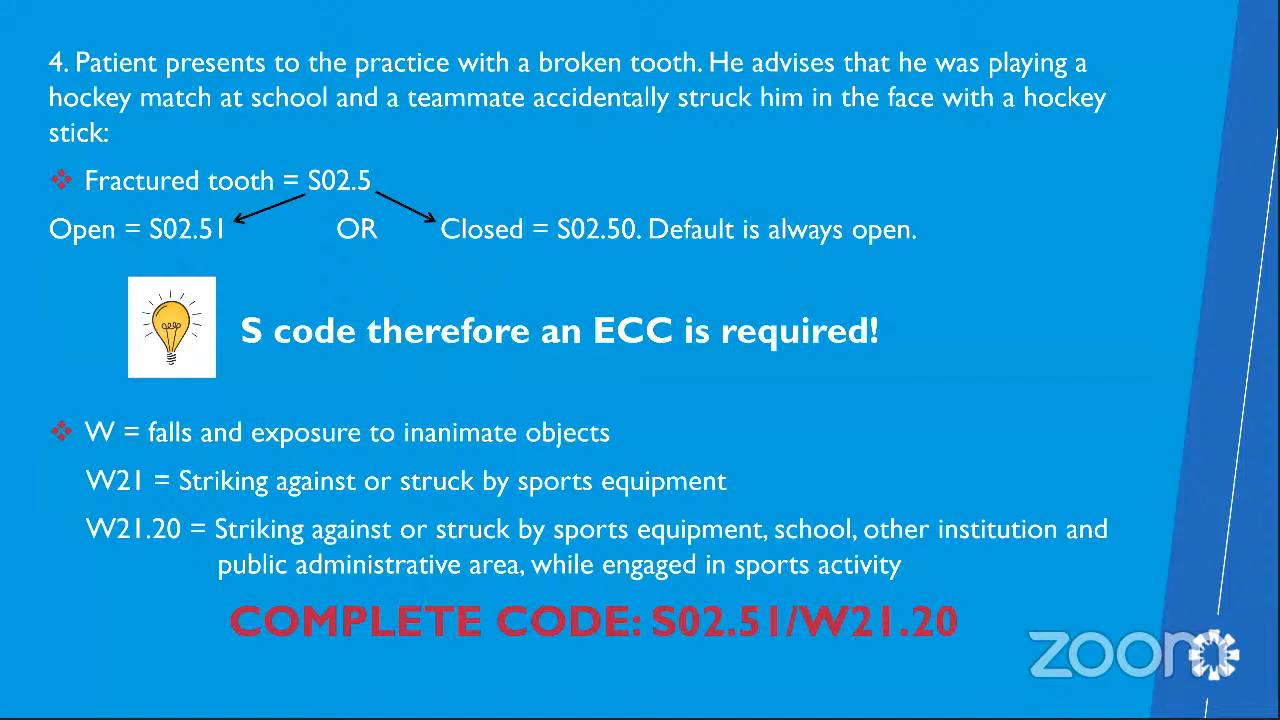 4. Patient presents to the practice with a broken tooth. He advises that he was playing a
hockey match at school and a teammate accidentally struck him in the face with a hockey
stick:
Fractured tooth = S02.5
Open = S02.51 OR Closed = S02.50. Default is always open.
S code therefore an ECC is required!
W = falls and exposure to inanimate objects
W21 = Striking against or struck by sports equipment
W21.20 = Striking against or struck by sports equipment, school, other institution and
public administrative area, while engaged in sports activity
COMPLETE CODE: S02.51/W21.20
zoom